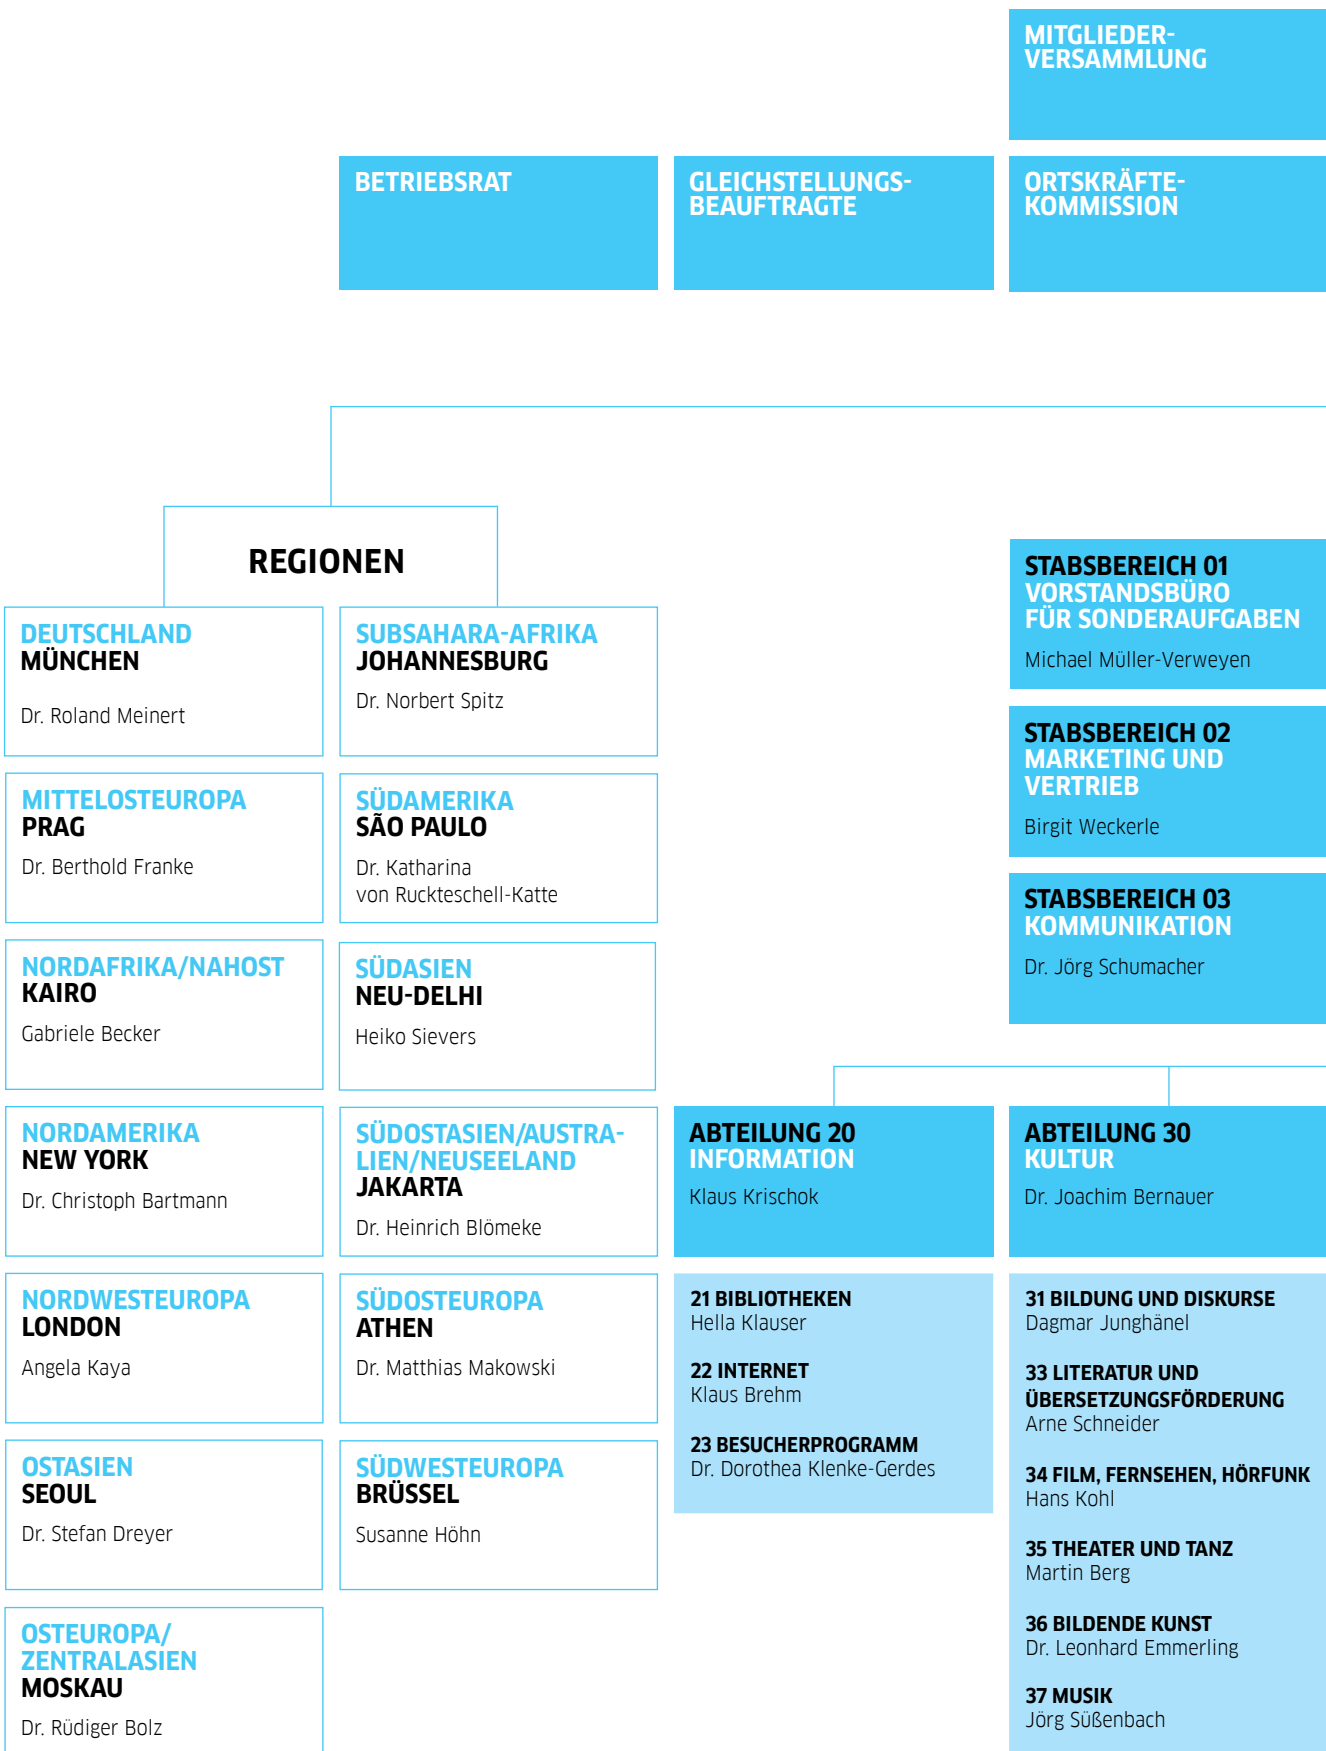 MITGLIEDER-
VERSAMMLUNG
BETRIEBSRAT
GLEICHSTELLUNGS-
BEAUFTRAGTE
ORTSKRÄFTE-
KOMMISSION
REGIONEN
DEUTSCHLAND
MÜNCHEN
Dr. Roland Meinert
SUBSAHARA-AFRIKA
JOHANNESBURG
Dr. Norbert Spitz
MITTELOSTEUROPA
PRAG
Dr. Berthold Franke
SÜDAMERIKA
SÃO PAULO
Dr. Katharina
von Ruckteschell-Katte
NORDAFRIKA/NAHOST
KAIRO
Gabriele Becker
SÜDASIEN
NEU-DELHI
Heiko Sievers
NORDAMERIKA
NEW YORK
Dr. Christoph Bartmann
SÜDOSTASIEN/AUSTRA-
LIEN/NEUSEELAND
JAKARTA
Dr. Heinrich Blömeke
NORDWESTEUROPA
LONDON
Angela Kaya
SÜDOSTEUROPA
ATHEN
Dr. Matthias Makowski
OSTASIEN
SEOUL
Dr. Stefan Dreyer
SÜDWESTEUROPA
BRÜSSEL
Susanne Höhn
OSTEUROPA/
ZENTRALASIEN
MOSKAU
Dr. Rüdiger Bolz
STABSBEREICH 01
VORSTANDSBÜRO
FÜR SONDERAUFGABEN
Michael Müller-Verweyen
STABSBEREICH 02
MARKETING UND
VERTRIEB
Birgit Weckerle
STABSBEREICH 03
KOMMUNIKATION
Dr. Jörg Schumacher
ABTEILUNG 20
INFORMATION
Klaus Krischok
21 BIBLIOTHEKEN
Hella Klauser
22 INTERNET
Klaus Brehm
23 BESUCHERPROGRAMM
Dr. Dorothea Klenke-Gerdes
ABTEILUNG 30
KULTUR
Dr. Joachim Bernauer
31 BILDUNG UND DISKURSE
Dagmar Junghänel
33 LITERATUR UND
ÜBERSETZUNGSFÖRDERUNG
Arne Schneider
34 FILM, FERNSEHEN, HÖRFUNK
Hans Kohl
35 THEATER UND TANZ
Martin Berg
36 BILDENDE KUNST
Dr. Leonhard Emmerling
37 MUSIK
Jörg Süßenbach